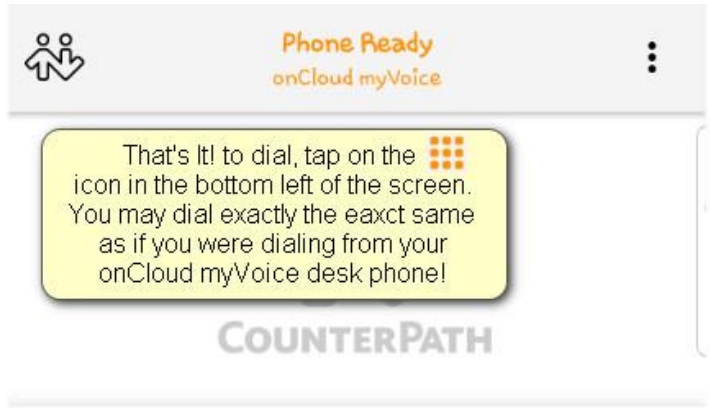 Phone Ready
onCloud myVoice
That's It! to dial, tap on the
icon in the bottom left of the screen.
You may dial exactly the eaxct same
as if you were dialing from your
onCloud myVoice desk phone!
COUNTERPATH